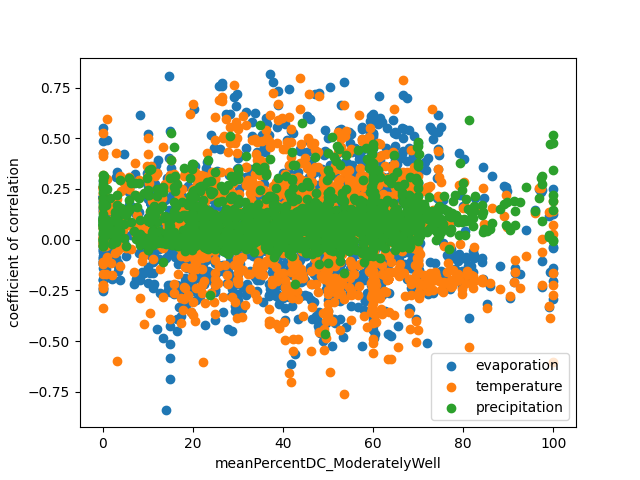 0.75
0.50
0.25
0.00
−0.25
−0.50
−0.75
coefficient of correlation
0 20 40 60 80 100
meanPercentDC_ModeratelyWell
evaporation
temperature
precipitation